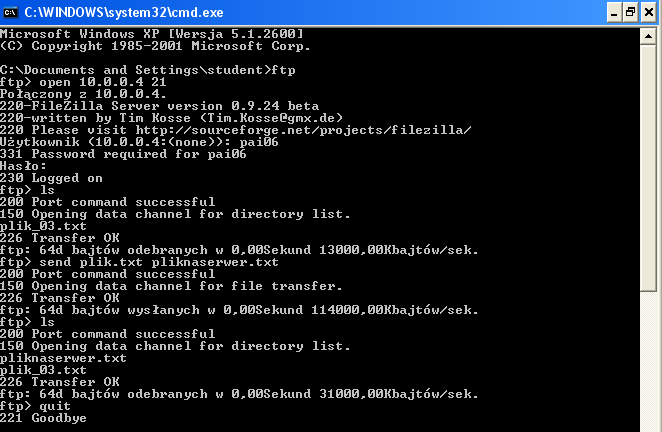 C:\WINDOWS\system32\cmd.exe
Microsoft Windows XP [Wersja 5.1.2600]
(C) Copyright 1985-2001 Microsoft Corp.
C:\Documents and Settings\student>ftp
ftp> open 10.0.0.4 21
Połączony z 10.0.0.4.
220-FileZilla Server version 0.9.24 beta
220-written by Tim Kosse (Tim.Kosse@gmx.de)
220 Please visit http://sourceforge.net/projects/filezilla/
Użytkownik (10.0.0.4:(none)): pai06
331 Password required for pai06
Hasło:
230 Logged on
ftp> ls
200 Port command successful
150 Opening data channel for directory list.
plik_03.txt
226 Transfer OK
ftp: 64d bajtów odebranych w 0,00Sekund 13000,00Kbajtów/sek.
ftp> send plik.txt pliknaserwer.txt
200 Port command successful
150 Opening data channel for file transfer.
226 Transfer OK
ftp: 64d bajtów wysłanych w 0,00Sekund 114000,00Kbajtów/sek.
ftp> ls
200 Port command successful
150 Opening data channel for directory list.
pliknaserwer.txt
plik_03.txt
226 Transfer OK
ftp: 64d bajtów odebranych w 0,00Sekund 31000,00Kbajtów/sek.
ftp> quit
221 Goodbye